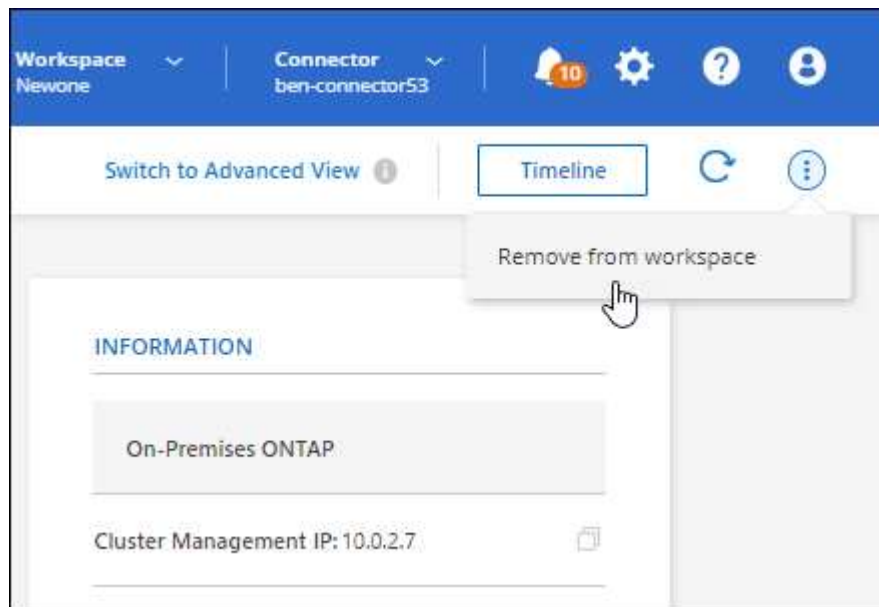 Workspace
Newone
Connector
ben-connector53
10
Switch to Advanced View
Timeline
Remove from workspace
INFORMATION
On-Premises ONTAP
Cluster Management IP: 10.0.2.7